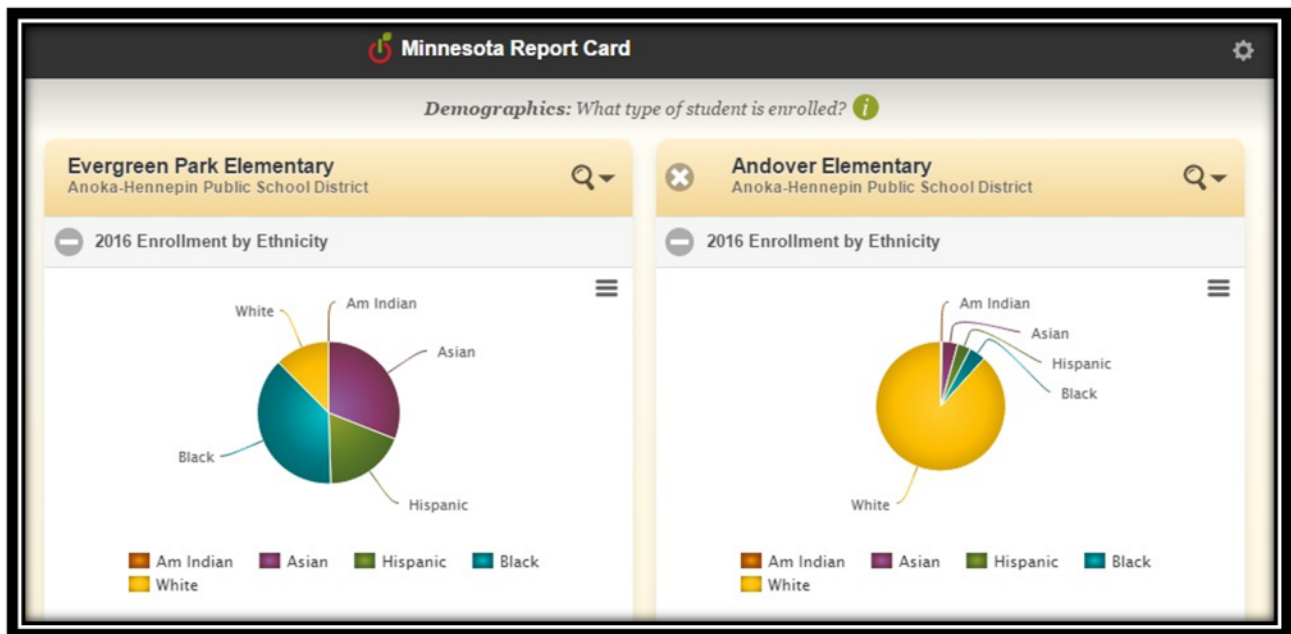 Minnesota Report Card
Demographics: What type of student is enrolled? i
Evergreen Park Elementary
Anoka-Hennepin Public School District
2016 Enrollment by Ethnicity
White
Am Indian
Asian
Black
Hispanic
Am Indian Asian Hispanic Black
White
Andover Elementary
Anoka-Hennepin Public School District
2016 Enrollment by Ethnicity
Am Indian
Asian
Hispanic
Black
White
Am Indian Asian Hispanic Black
White